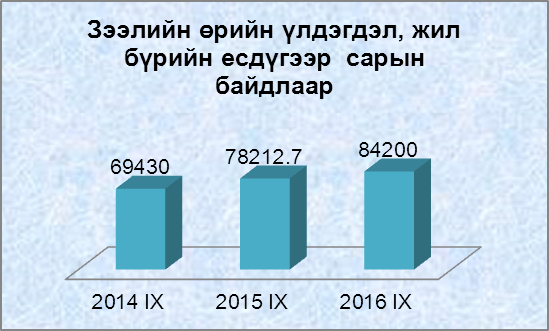 Зээлийн өрийн үлдэгдэл, жил
бүрийн есдүгээр сарын
байдлаар
69430
78212.7
84200
2014 IX
2015 IX
2016 IX